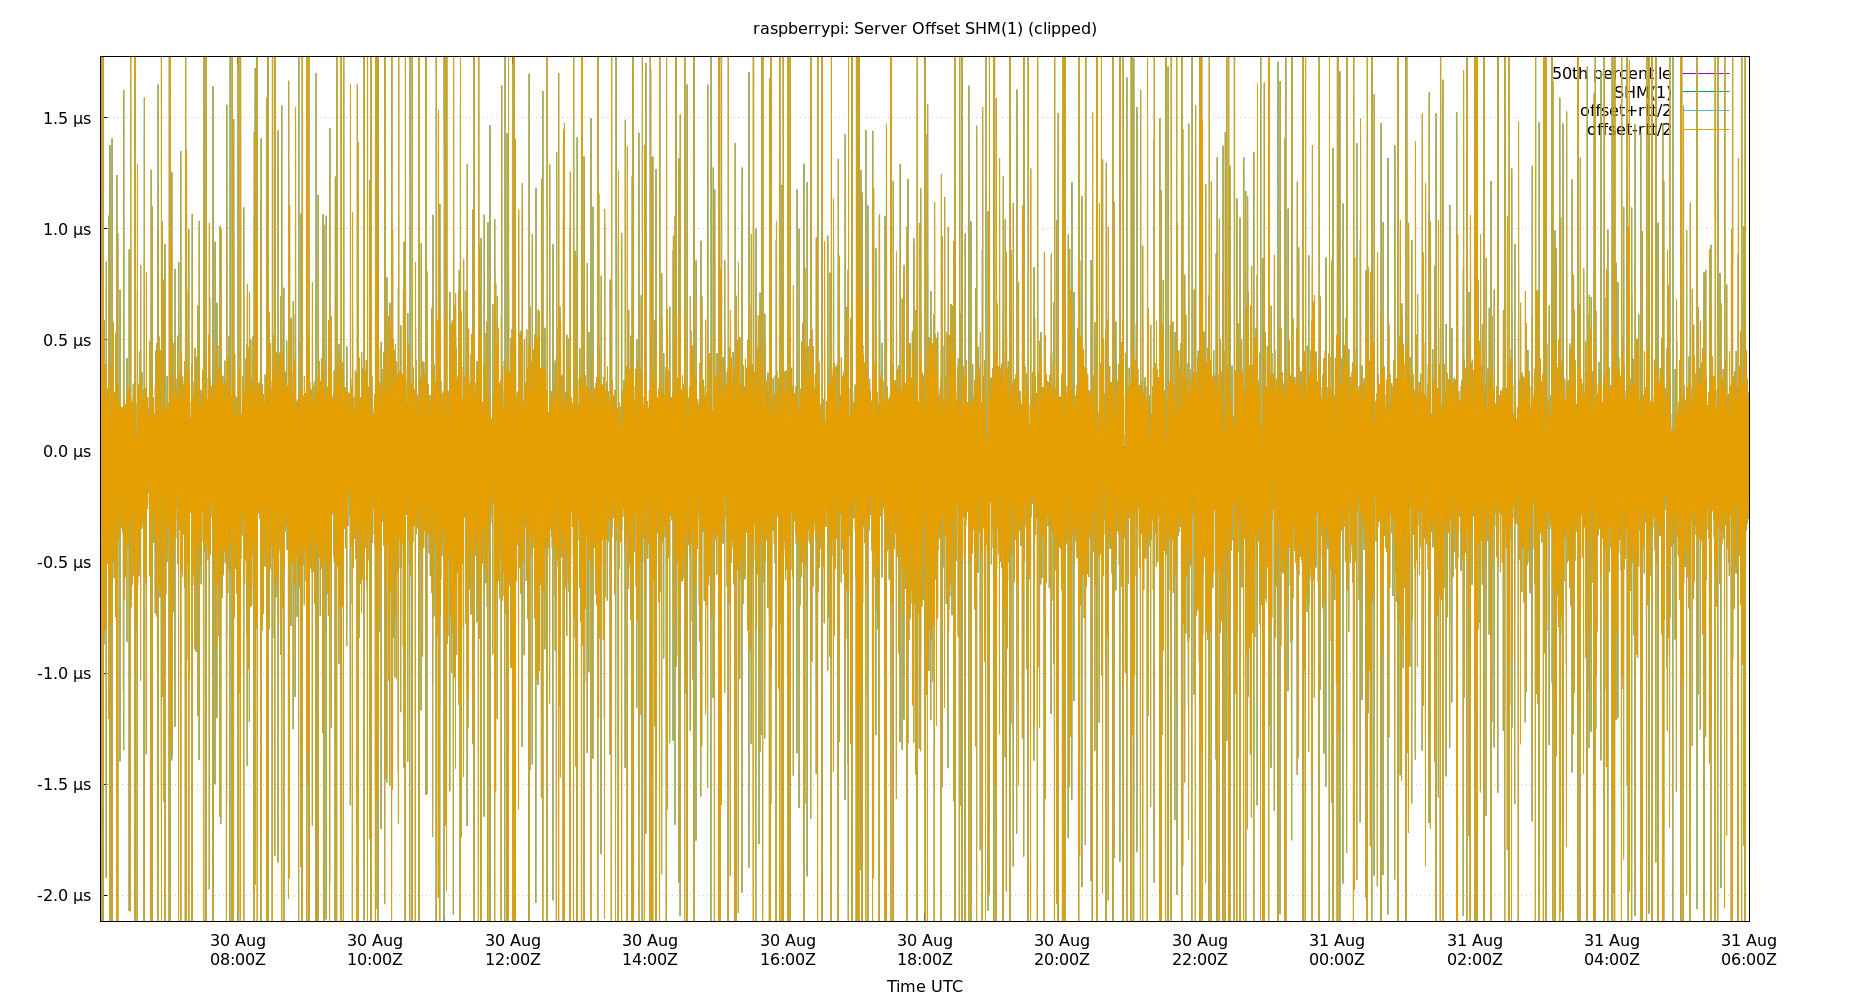 raspberrypi: Server Offset SHM(1) (clipped)
50th percentile
SHM(1)
offset+rtt/2
offset-rtt/2
1.5 µs
1.0 µs
0.5 µs
0.0 µs
-0.5 µs
-1.0 µs
-1.5 µs
-2.0 µs
30 Aug 30 Aug 30 Aug 30 Aug 30 Aug 30 Aug 30 Aug 30 Aug 31 Aug 31 Aug 31 Aug 31 Aug
08:00Z 10:00Z 12:00Z 14:00Z 16:00Z 18:00Z 20:00Z 22:00Z 00:00Z 02:00Z 04:00Z 06:00Z
Time UTC